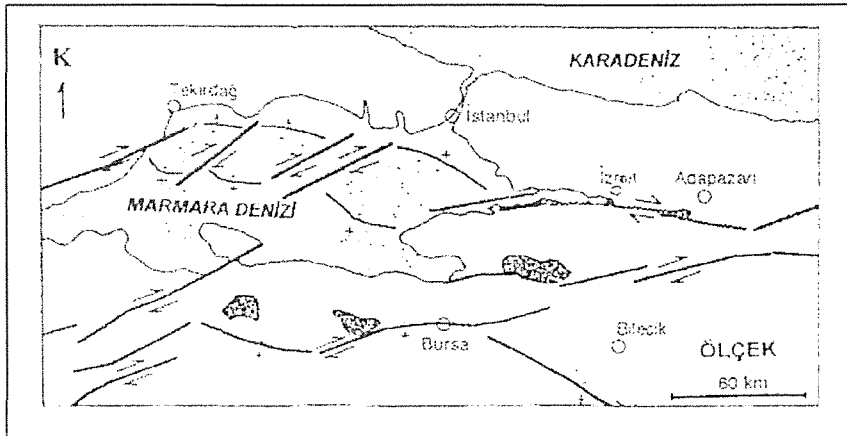 K
KARADENİZ
Tekirdağ
İstanbul
İzmit
Adapazarı
MARMARA DENİZİ
Bursa
Bilecik
ÖLÇEK
60 km